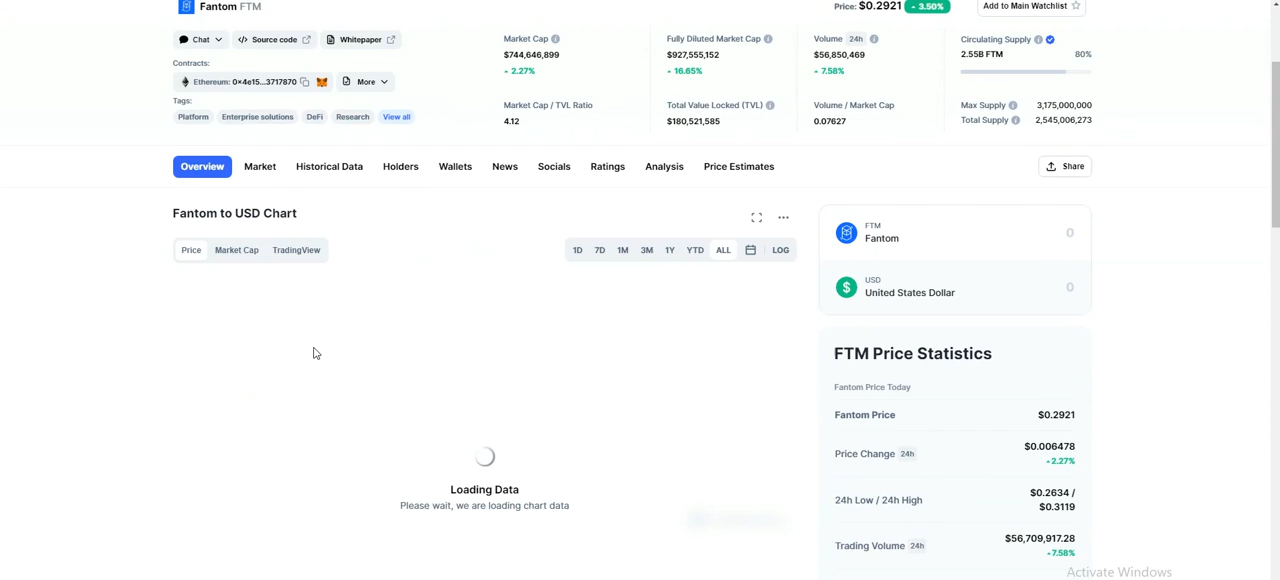 Fantom FTM
Price: $0.2921 3.50%
Add to Main Watchlist
Chat
Source code
Whitepaper
Contracts:
Ethereum: 0x4e15...3717870
More
Tags:
Platform
Enterprise solutions
DeFi
Research
View all
Market Cap
$744,646,899
2.27%
Fully Diluted Market Cap
$927,555,152
16.65%
Volume 24h
$56,850,469
7.58%
Circulating Supply
2.55B FTM 80%
Market Cap / TVL Ratio
4.12
Total Value Locked (TVL)
$180,521,585
Volume / Market Cap
0.07627
Max Supply 3,175,000,000
Total Supply 2,545,006,273
Overview Market Historical Data Holders Wallets News Socials Ratings Analysis Price Estimates
Share
Fantom to USD Chart
Price Market Cap TradingView
1D 7D 1M 3M 1Y YTD ALL LOG
Loading Data
Please wait, we are loading chart data
FTM
Fantom 0
USD
United States Dollar 0
FTM Price Statistics
Fantom Price Today
Fantom Price $0.2921
Price Change 24h $0.006478
2.27%
24h Low / 24h High $0.2634 /
$0.3119
Trading Volume 24h $56,709,917.28
7.58%
Activate Windows